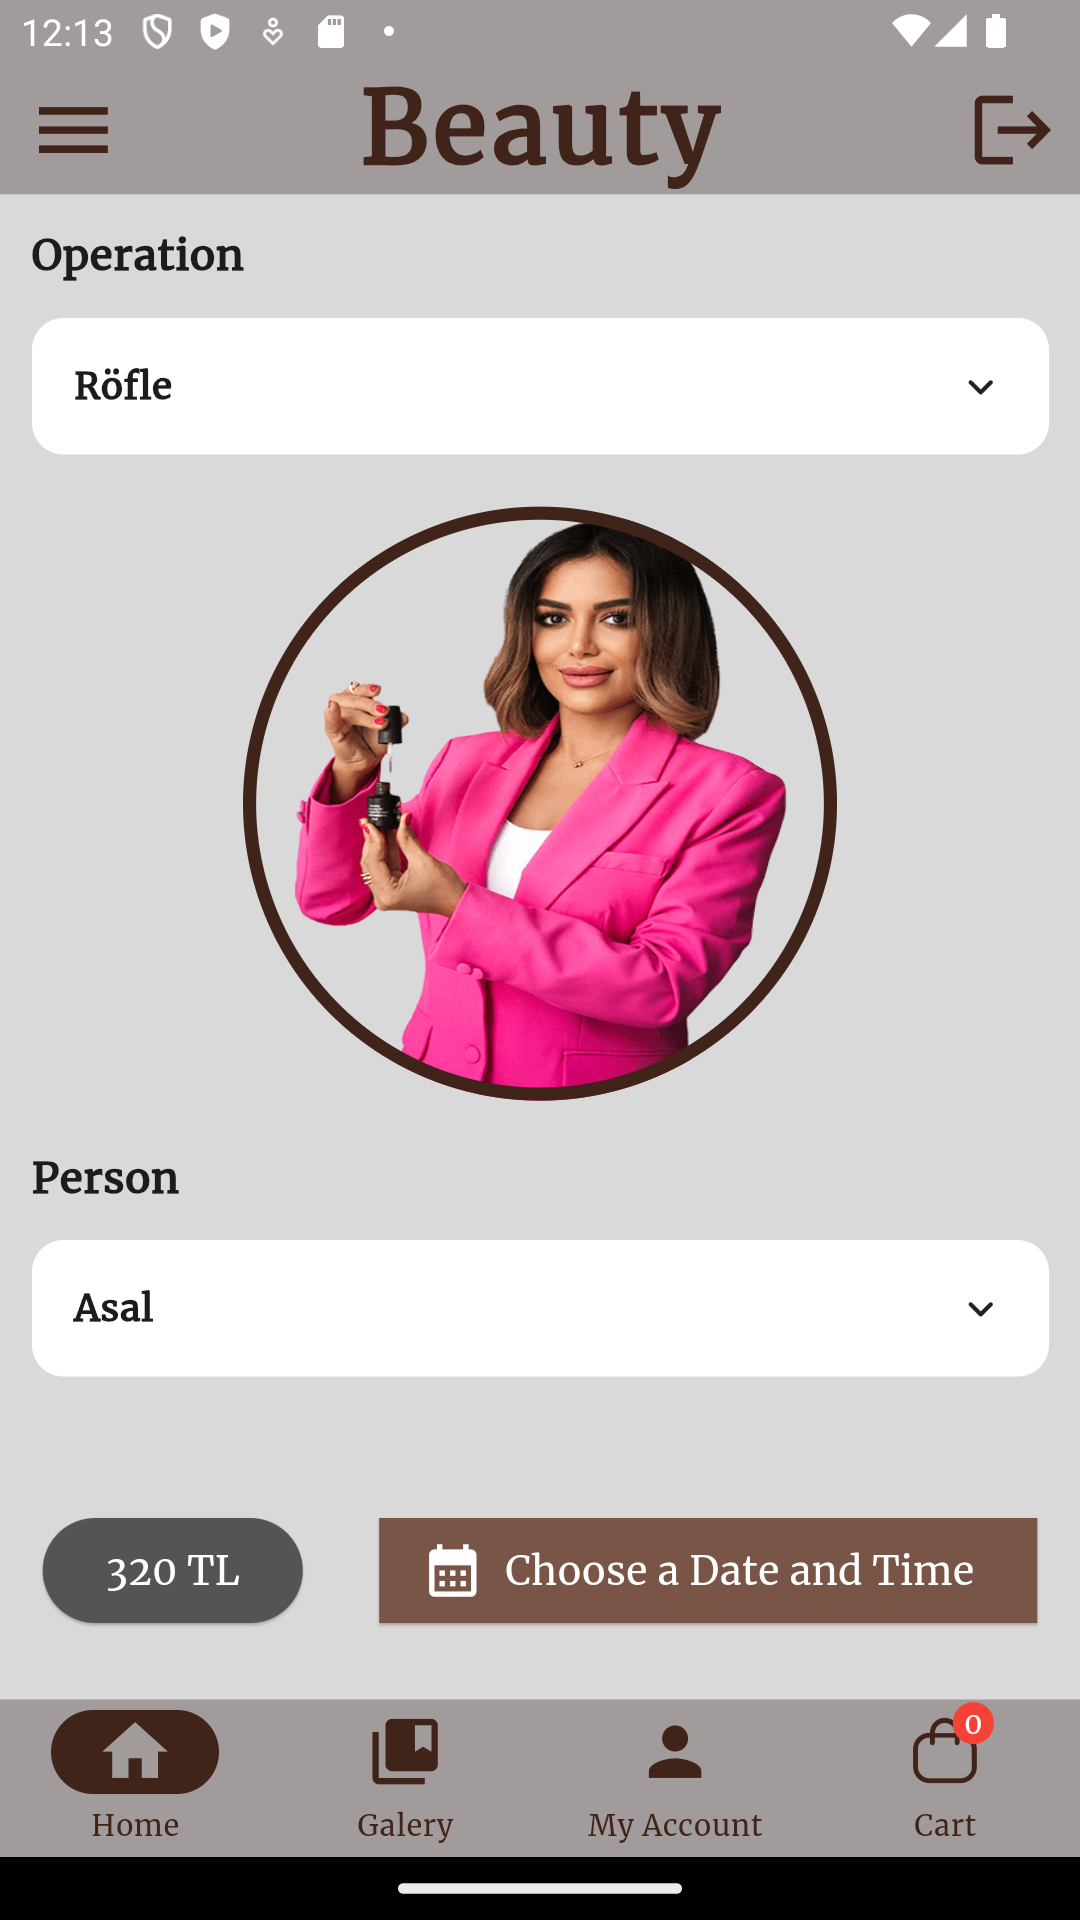 12:13
Beauty
Operation
Röfle
Person
Asal
320 TL
Choose a Date and Time
Home
Galery
My Account
0
Cart